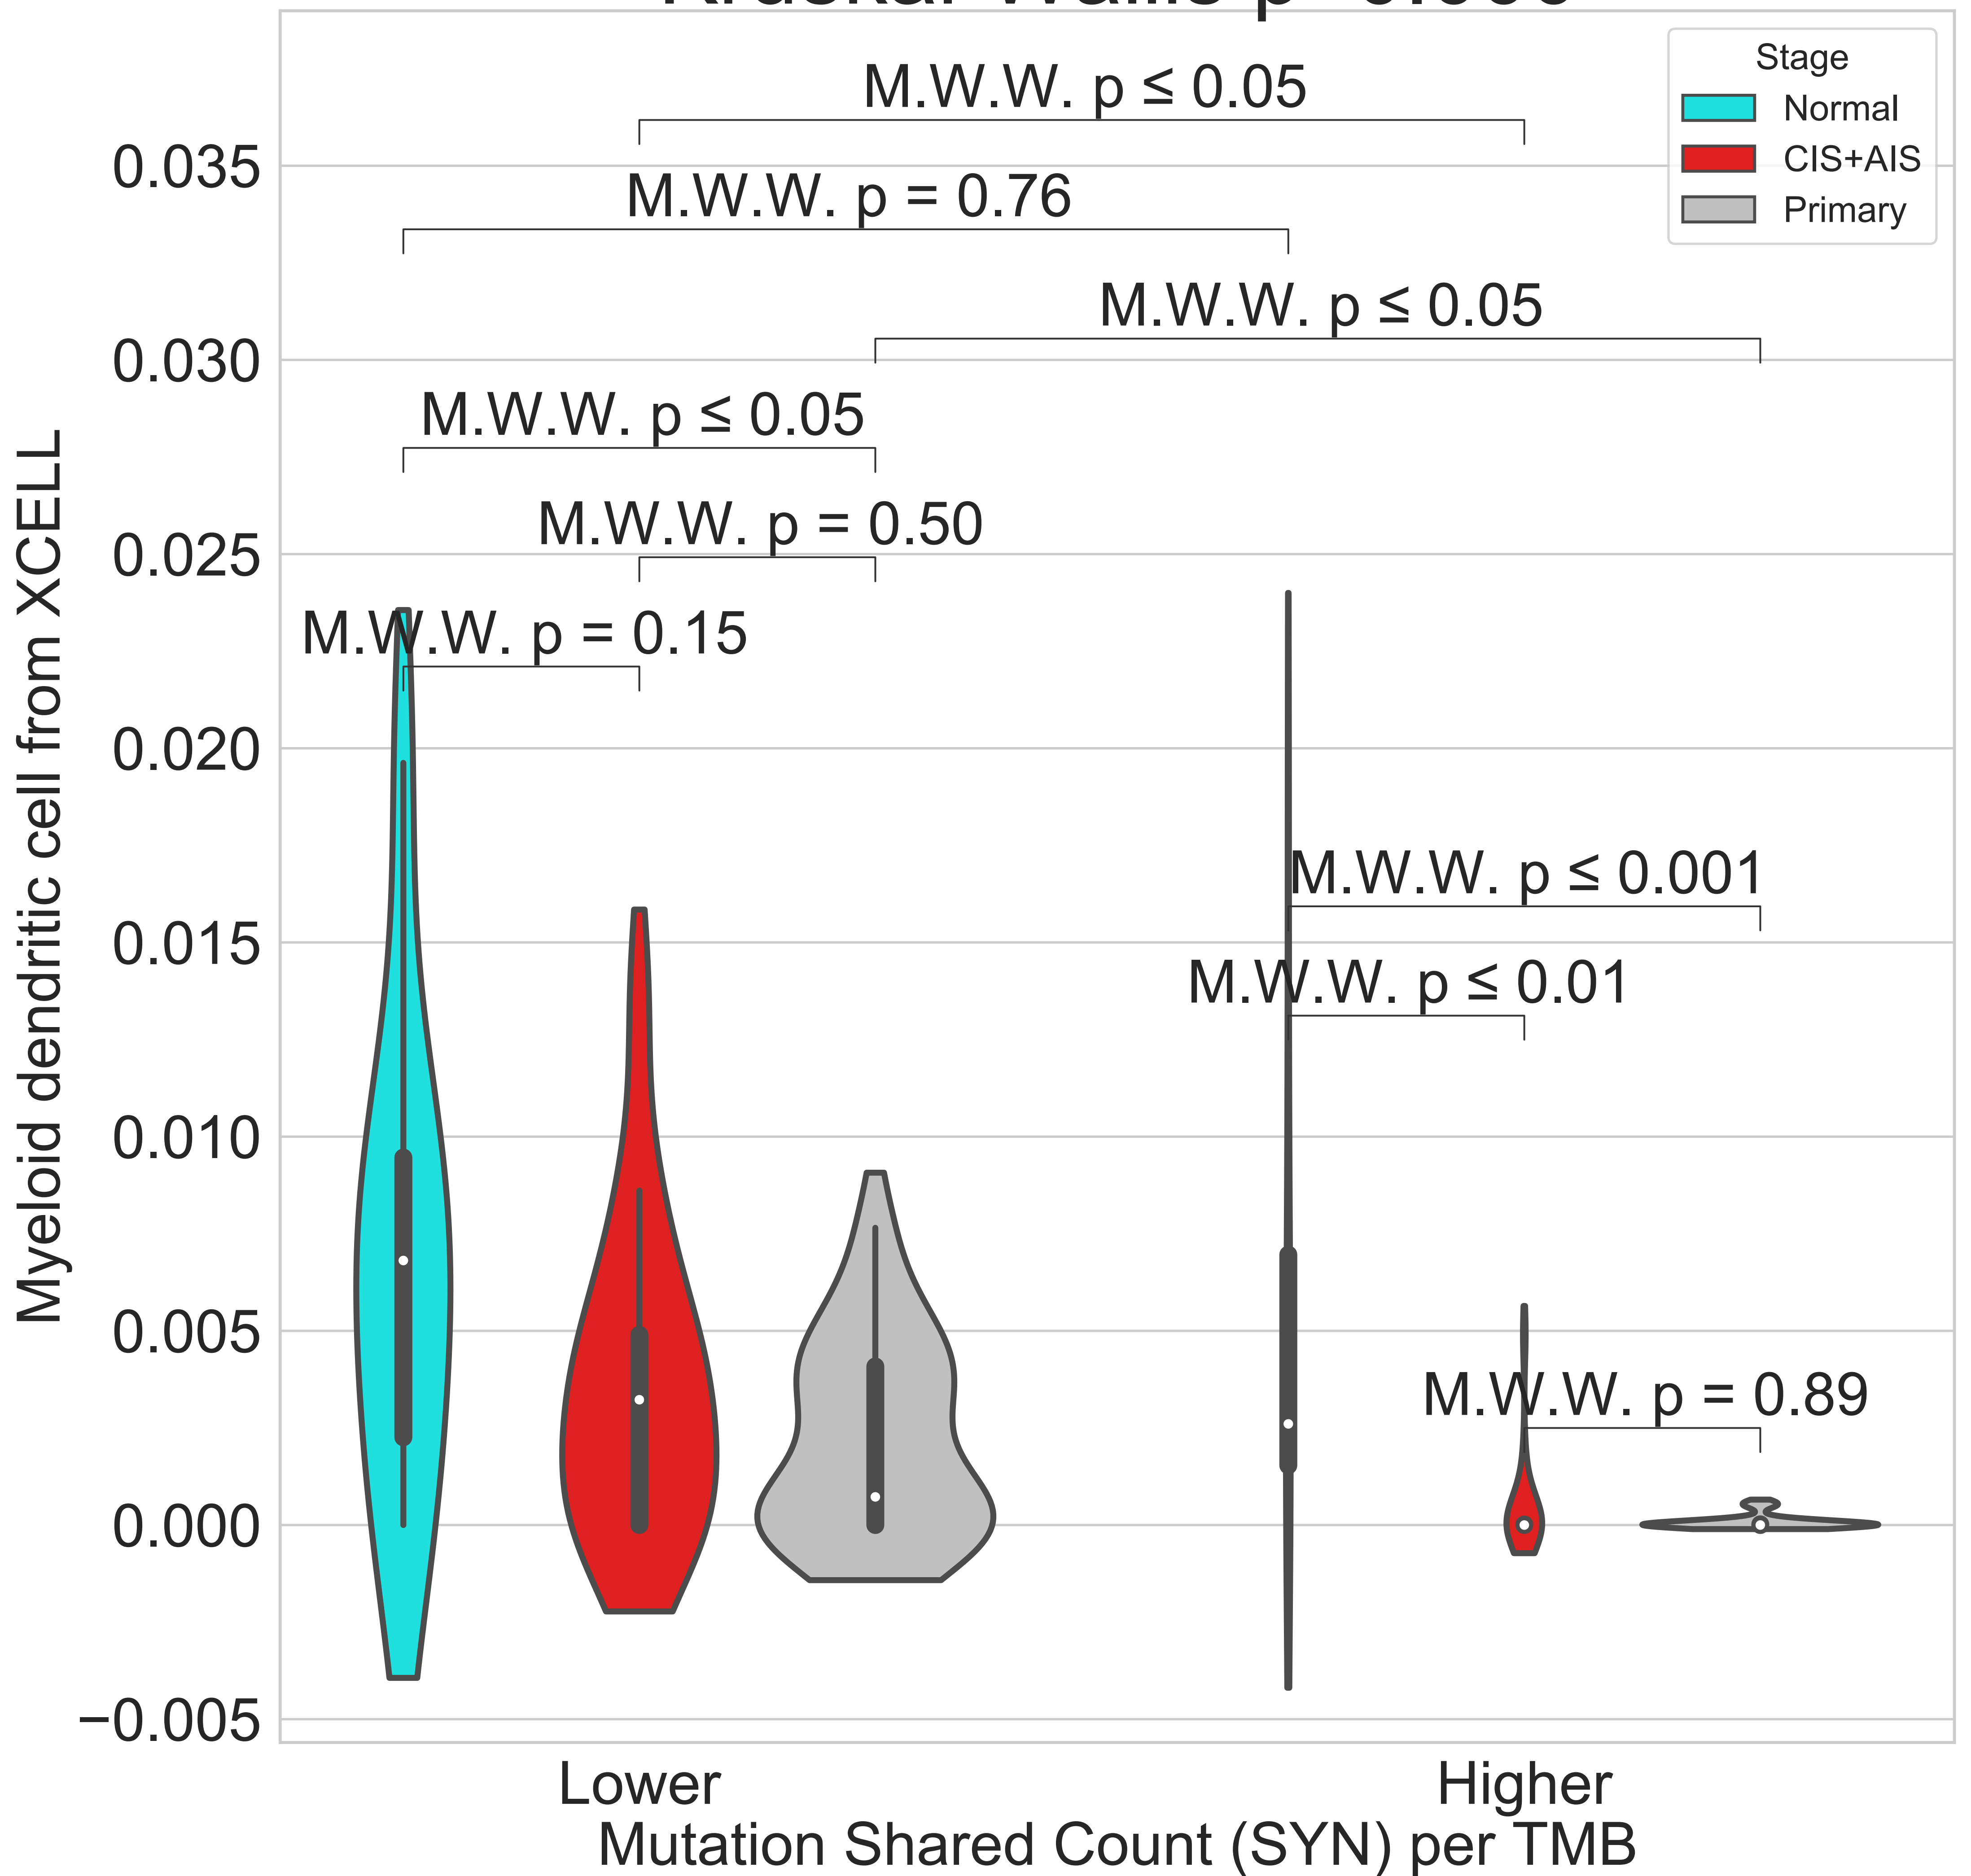 Stage
Normal
CIS+AIS
Primary
M.W.W. p ≤ 0.05
M.W.W. p = 0.76
M.W.W. p ≤ 0.05
M.W.W. p ≤ 0.05
M.W.W. p = 0.50
M.W.W. p = 0.15
M.W.W. p ≤ 0.001
M.W.W. p ≤ 0.01
M.W.W. p = 0.89
Myeloid dendritic cell from XCELL
0.035
0.030
0.025
0.020
0.015
0.010
0.005
0.000
−0.005
Lower
Higher
Mutation Shared Count (SYN) per TMB